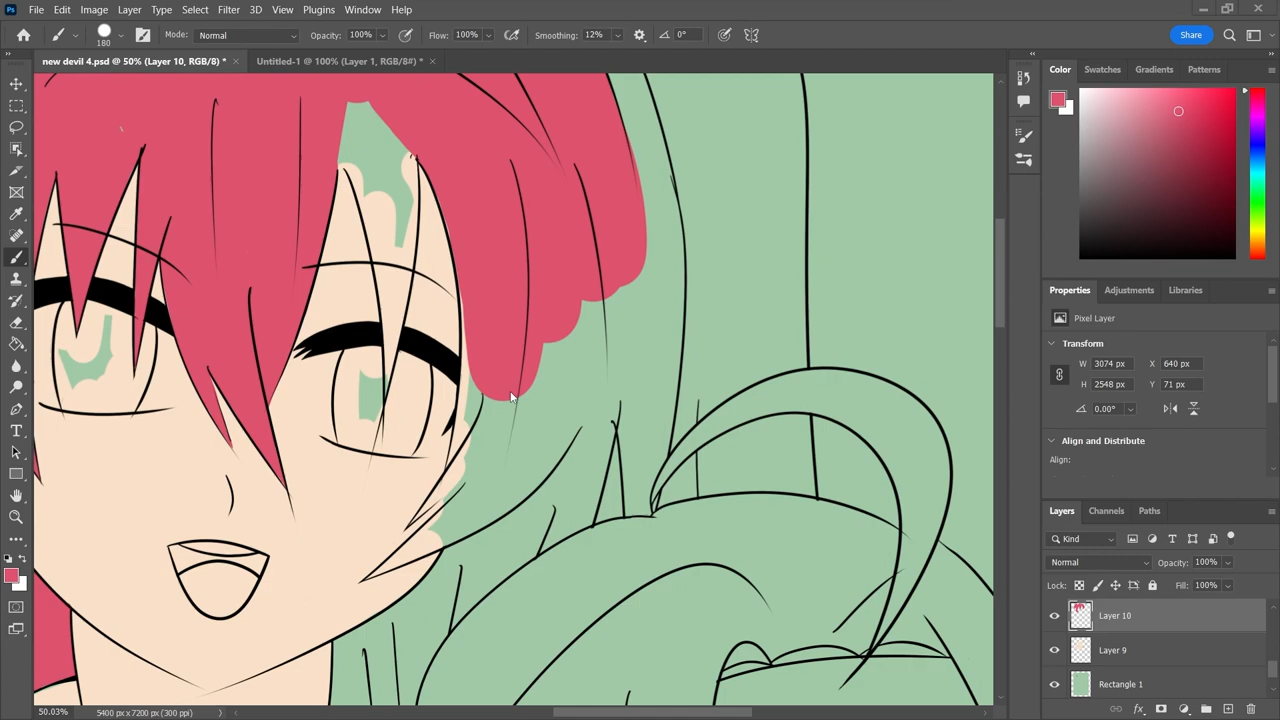 Ps File Edit Image Layer Type Select Filter 3D View Plugins Window Help
180 Mode: Normal Opacity: 100% Flow: 100% Smoothing: 12% 0° Share
new devil 4.psd @ 50% (Layer 10, RGB/8) * × Untitled-1 @ 100% (Layer 1, RGB/8#) * ×
Color Swatches Gradients Patterns
Properties Adjustments Libraries
Pixel Layer
Transform
W 3074 px X 640 px
H 2548 px Y 71 px
0.00°
Align and Distribute
Align:
Layers Channels Paths
Kind
Normal Opacity: 100%
Lock: Fill: 100%
Layer 10
Layer 9
Rectangle 1
50.03% 5400 px x 7200 px (300 ppi)